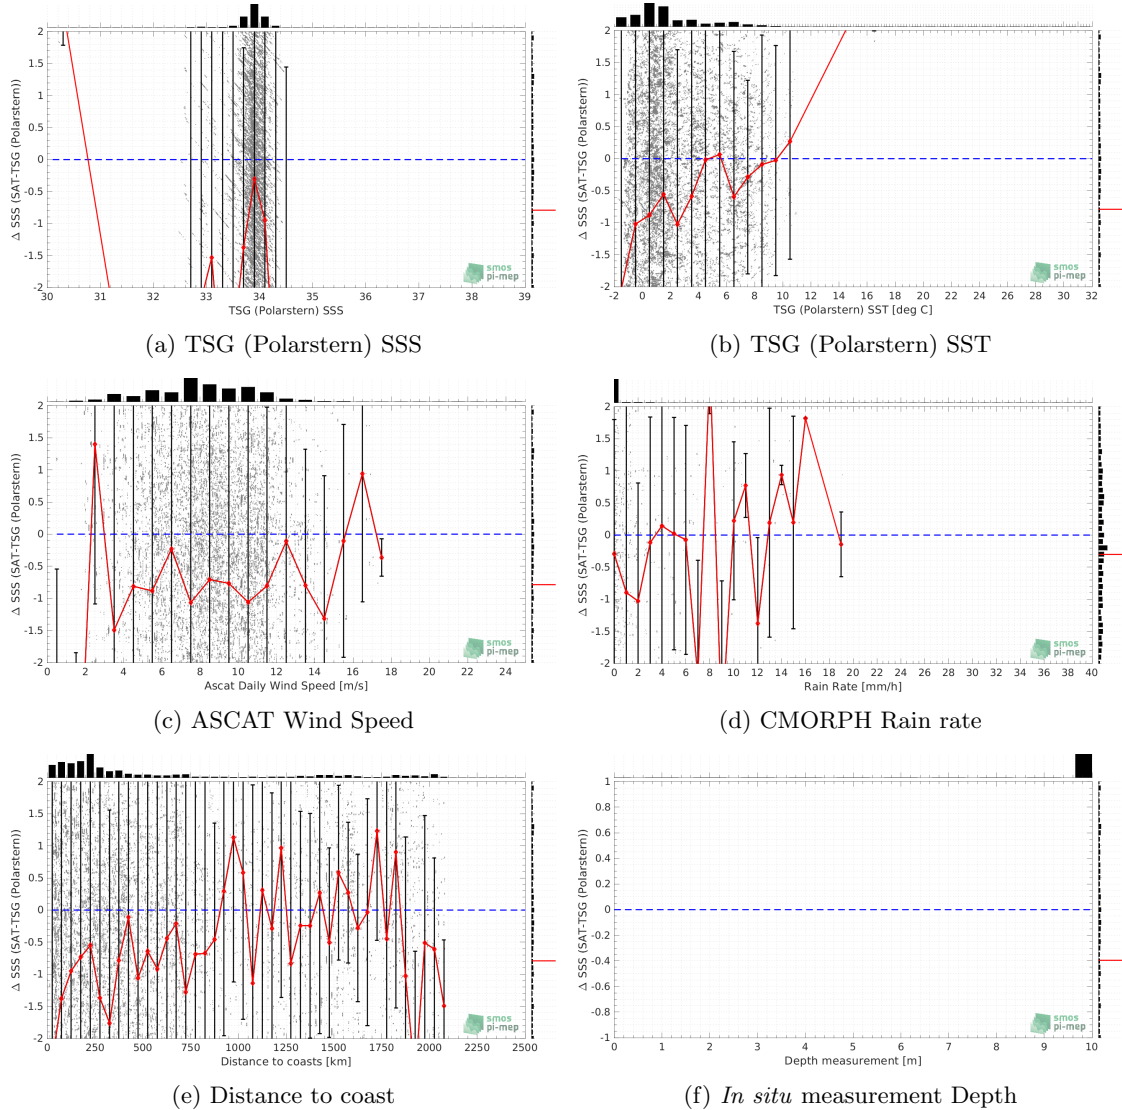 Δ SSS (SAT-TSG (Polarstern))
2
1.5
1
0.5
0
-0.5
-1
-1.5
-2
30 31 32 33 34 35 36 37 38 39
TSG (Polarstern) SSS
smos
pi-mep
(a) TSG (Polarstern) SSS
Δ SSS (SAT-TSG (Polarstern))
2
1.5
1
0.5
0
-0.5
-1
-1.5
-2
-2 0 2 4 6 8 10 12 14 16 18 20 22 24 26 28 30 32
TSG (Polarstern) SST [deg C]
smos
pi-mep
(b) TSG (Polarstern) SST
Δ SSS (SAT-TSG (Polarstern))
2
1.5
1
0.5
0
-0.5
-1
-1.5
-2
0 2 4 6 8 10 12 14 16 18 20 22 24
Ascat Daily Wind Speed [m/s]
smos
pi-mep
(c) ASCAT Wind Speed
Δ SSS (SAT-TSG (Polarstern))
2
1.5
1
0.5
0
-0.5
-1
-1.5
-2
0 2 4 6 8 10 12 14 16 18 20 22 24 26 28 30 32 34 36 38 40
Rain Rate [mm/h]
smos
pi-mep
(d) CMORPH Rain rate
Δ SSS (SAT-TSG (Polarstern))
2
1.5
1
0.5
0
-0.5
-1
-1.5
-2
0 250 500 750 1000 1250 1500 1750 2000 2250 2500
Distance to coasts [km]
smos
pi-mep
(e) Distance to coast
Δ SSS (SAT-TSG (Polarstern))
1
0.8
0.6
0.4
0.2
0
-0.2
-0.4
-0.6
-0.8
-1
0 1 2 3 4 5 6 7 8 9 10
Depth measurement [m]
smos
pi-mep
(f) In situ measurement Depth